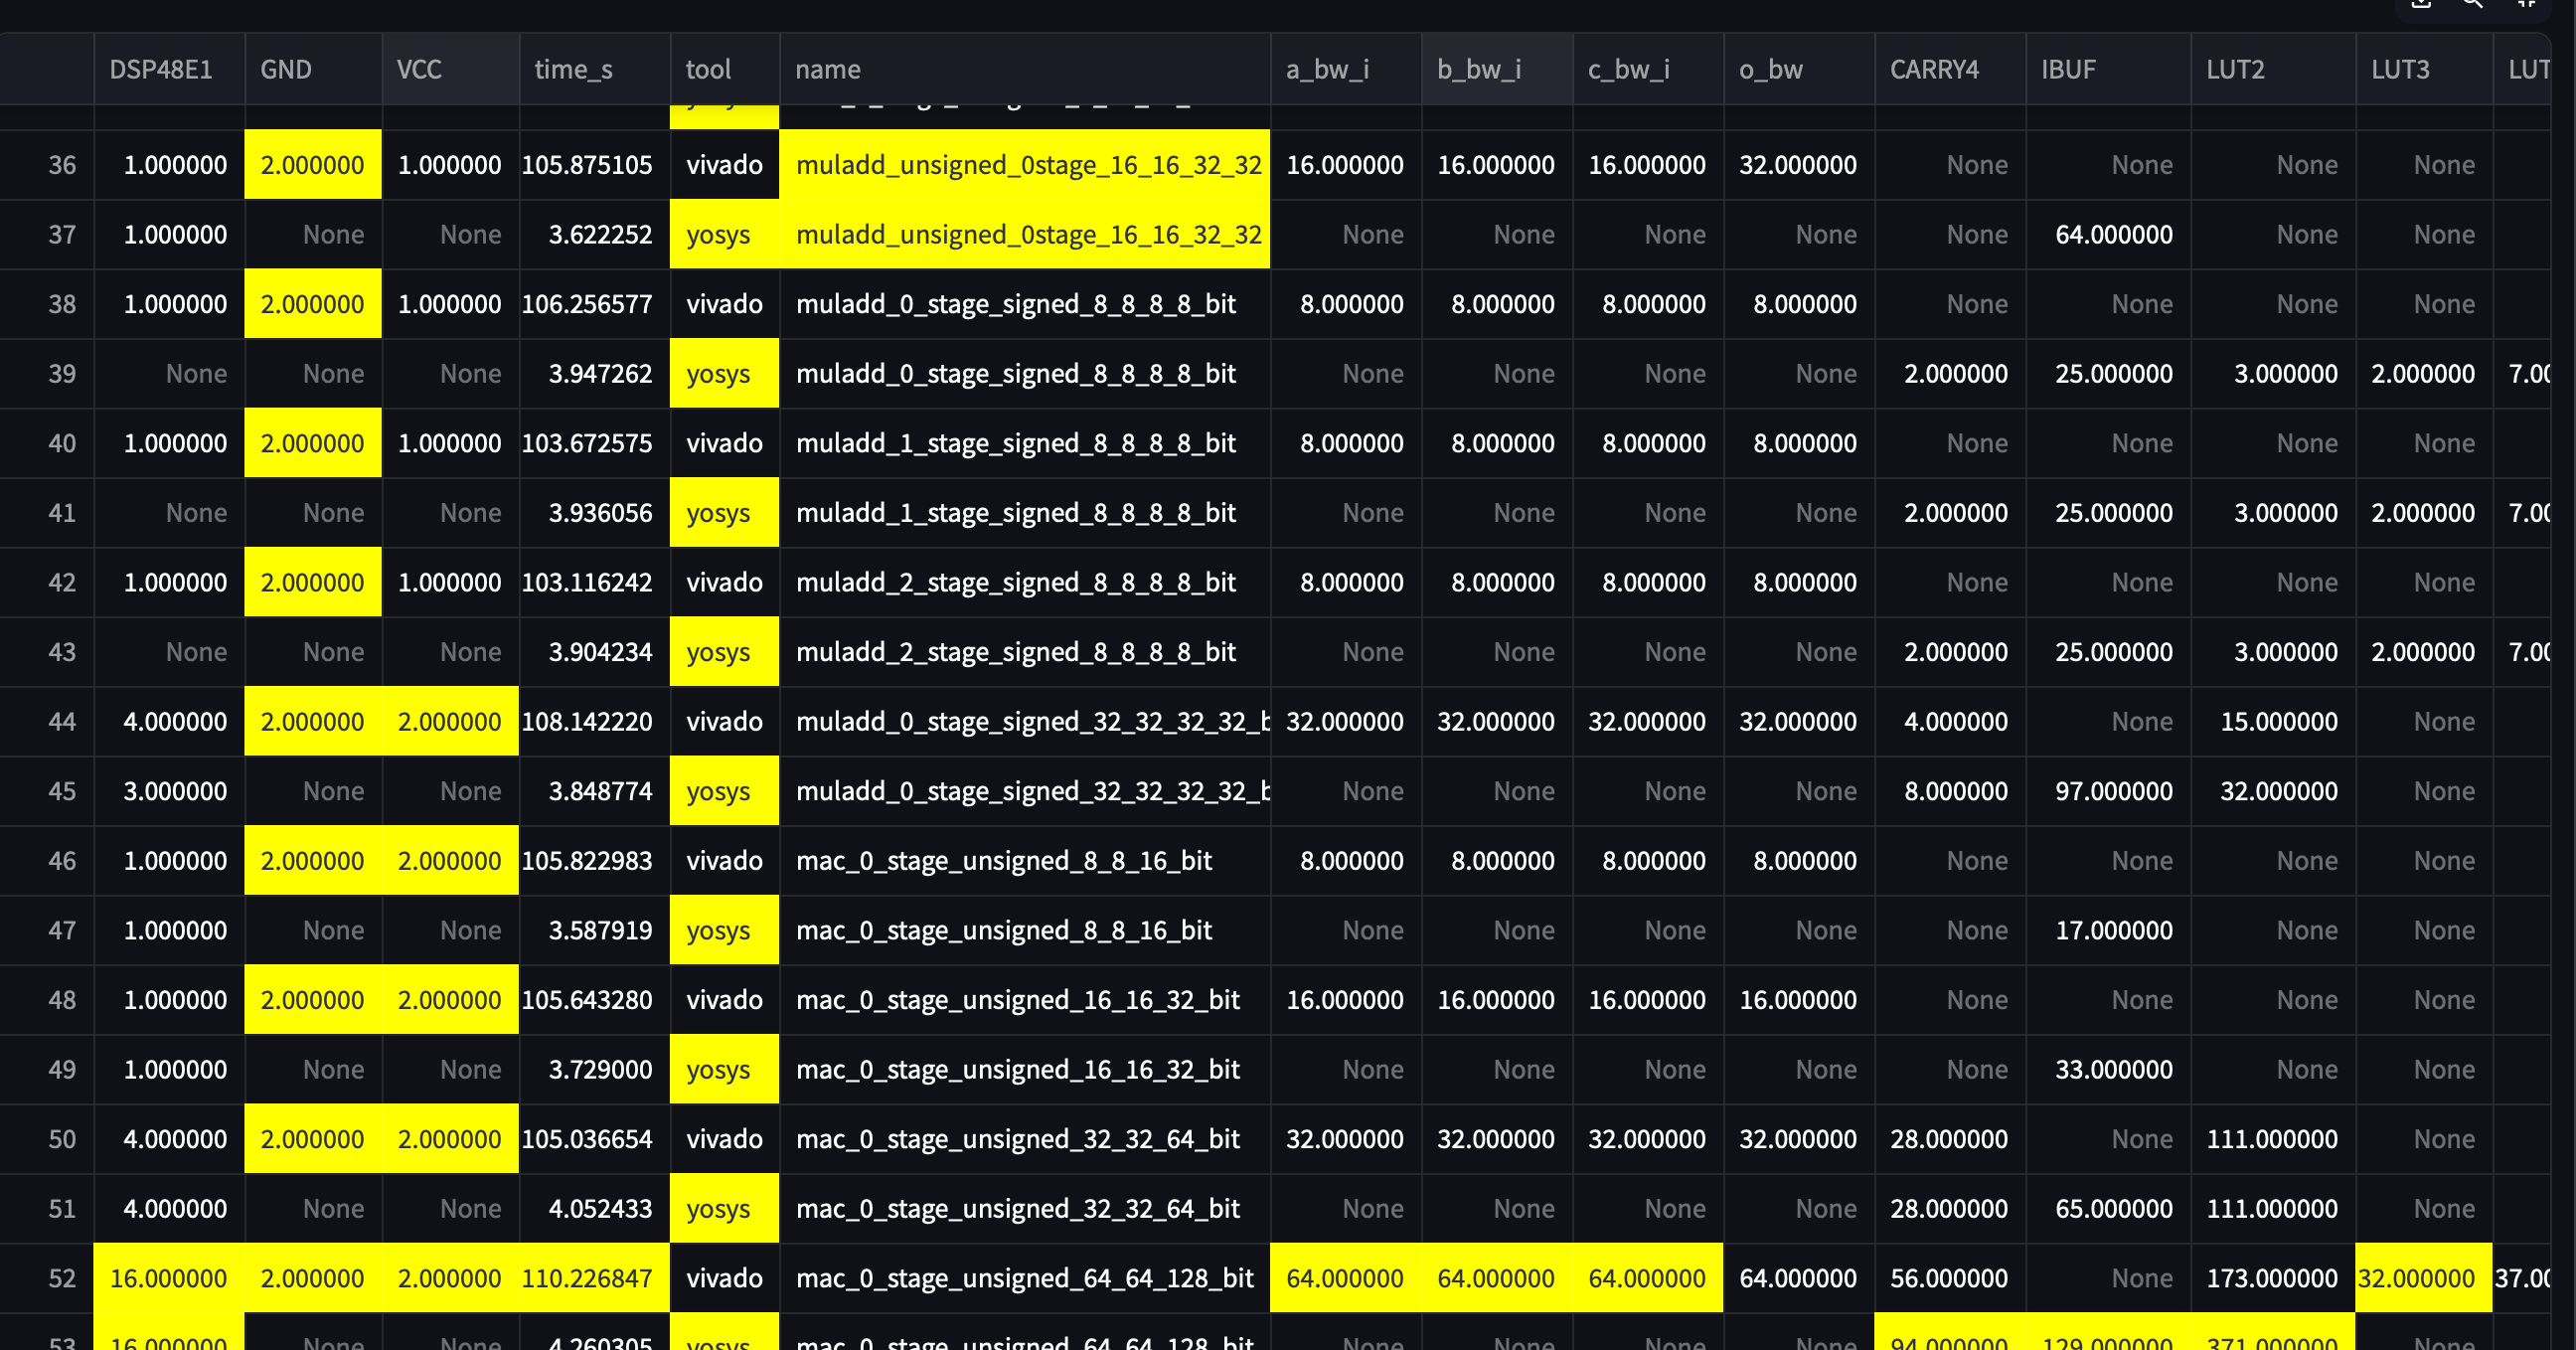 DSP48E1 GND VCC time_s tool name a_bw_i b_bw_i c_bw_i o_bw CARRY4 IBUF LUT2 LUT3 LUT
36 1.000000 2.000000 1.000000 105.875105 vivado muladd_unsigned_0stage_16_16_32_32 16.000000 16.000000 16.000000 32.000000 None None None None
37 1.000000 None None 3.622252 yosys muladd_unsigned_0stage_16_16_32_32 None None None None None 64.000000 None None
38 1.000000 2.000000 1.000000 106.256577 vivado muladd_0_stage_signed_8_8_8_8_bit 8.000000 8.000000 8.000000 8.000000 None None None None
39 None None None 3.947262 yosys muladd_0_stage_signed_8_8_8_8_bit None None None None 2.000000 25.000000 3.000000 2.000000 7.00
40 1.000000 2.000000 1.000000 103.672575 vivado muladd_1_stage_signed_8_8_8_8_bit 8.000000 8.000000 8.000000 8.000000 None None None None
41 None None None 3.936056 yosys muladd_1_stage_signed_8_8_8_8_bit None None None None 2.000000 25.000000 3.000000 2.000000 7.00
42 1.000000 2.000000 1.000000 103.116242 vivado muladd_2_stage_signed_8_8_8_8_bit 8.000000 8.000000 8.000000 8.000000 None None None None
43 None None None 3.904234 yosys muladd_2_stage_signed_8_8_8_8_bit None None None None 2.000000 25.000000 3.000000 2.000000 7.00
44 4.000000 2.000000 2.000000 108.142220 vivado muladd_0_stage_signed_32_32_32_32_b 32.000000 32.000000 32.000000 32.000000 4.000000 None 15.000000 None
45 3.000000 None None 3.848774 yosys muladd_0_stage_signed_32_32_32_32_b None None None None 8.000000 97.000000 32.000000 None
46 1.000000 2.000000 2.000000 105.822983 vivado mac_0_stage_unsigned_8_8_16_bit 8.000000 8.000000 8.000000 8.000000 None None None None
47 1.000000 None None 3.587919 yosys mac_0_stage_unsigned_8_8_16_bit None None None None None 17.000000 None None
48 1.000000 2.000000 2.000000 105.643280 vivado mac_0_stage_unsigned_16_16_32_bit 16.000000 16.000000 16.000000 16.000000 None None None None
49 1.000000 None None 3.729000 yosys mac_0_stage_unsigned_16_16_32_bit None None None None None 33.000000 None None
50 4.000000 2.000000 2.000000 105.036654 vivado mac_0_stage_unsigned_32_32_64_bit 32.000000 32.000000 32.000000 32.000000 28.000000 None 111.000000 None
51 4.000000 None None 4.052433 yosys mac_0_stage_unsigned_32_32_64_bit None None None None 28.000000 65.000000 111.000000 None
52 16.000000 2.000000 2.000000 110.226847 vivado mac_0_stage_unsigned_64_64_128_bit 64.000000 64.000000 64.000000 64.000000 56.000000 None 173.000000 32.000000 37.00
53 16.000000 None None 4.260305 yosys mac_0_stage_unsigned_64_64_128_bit None None None None 94.000000 129.000000 371.000000 None